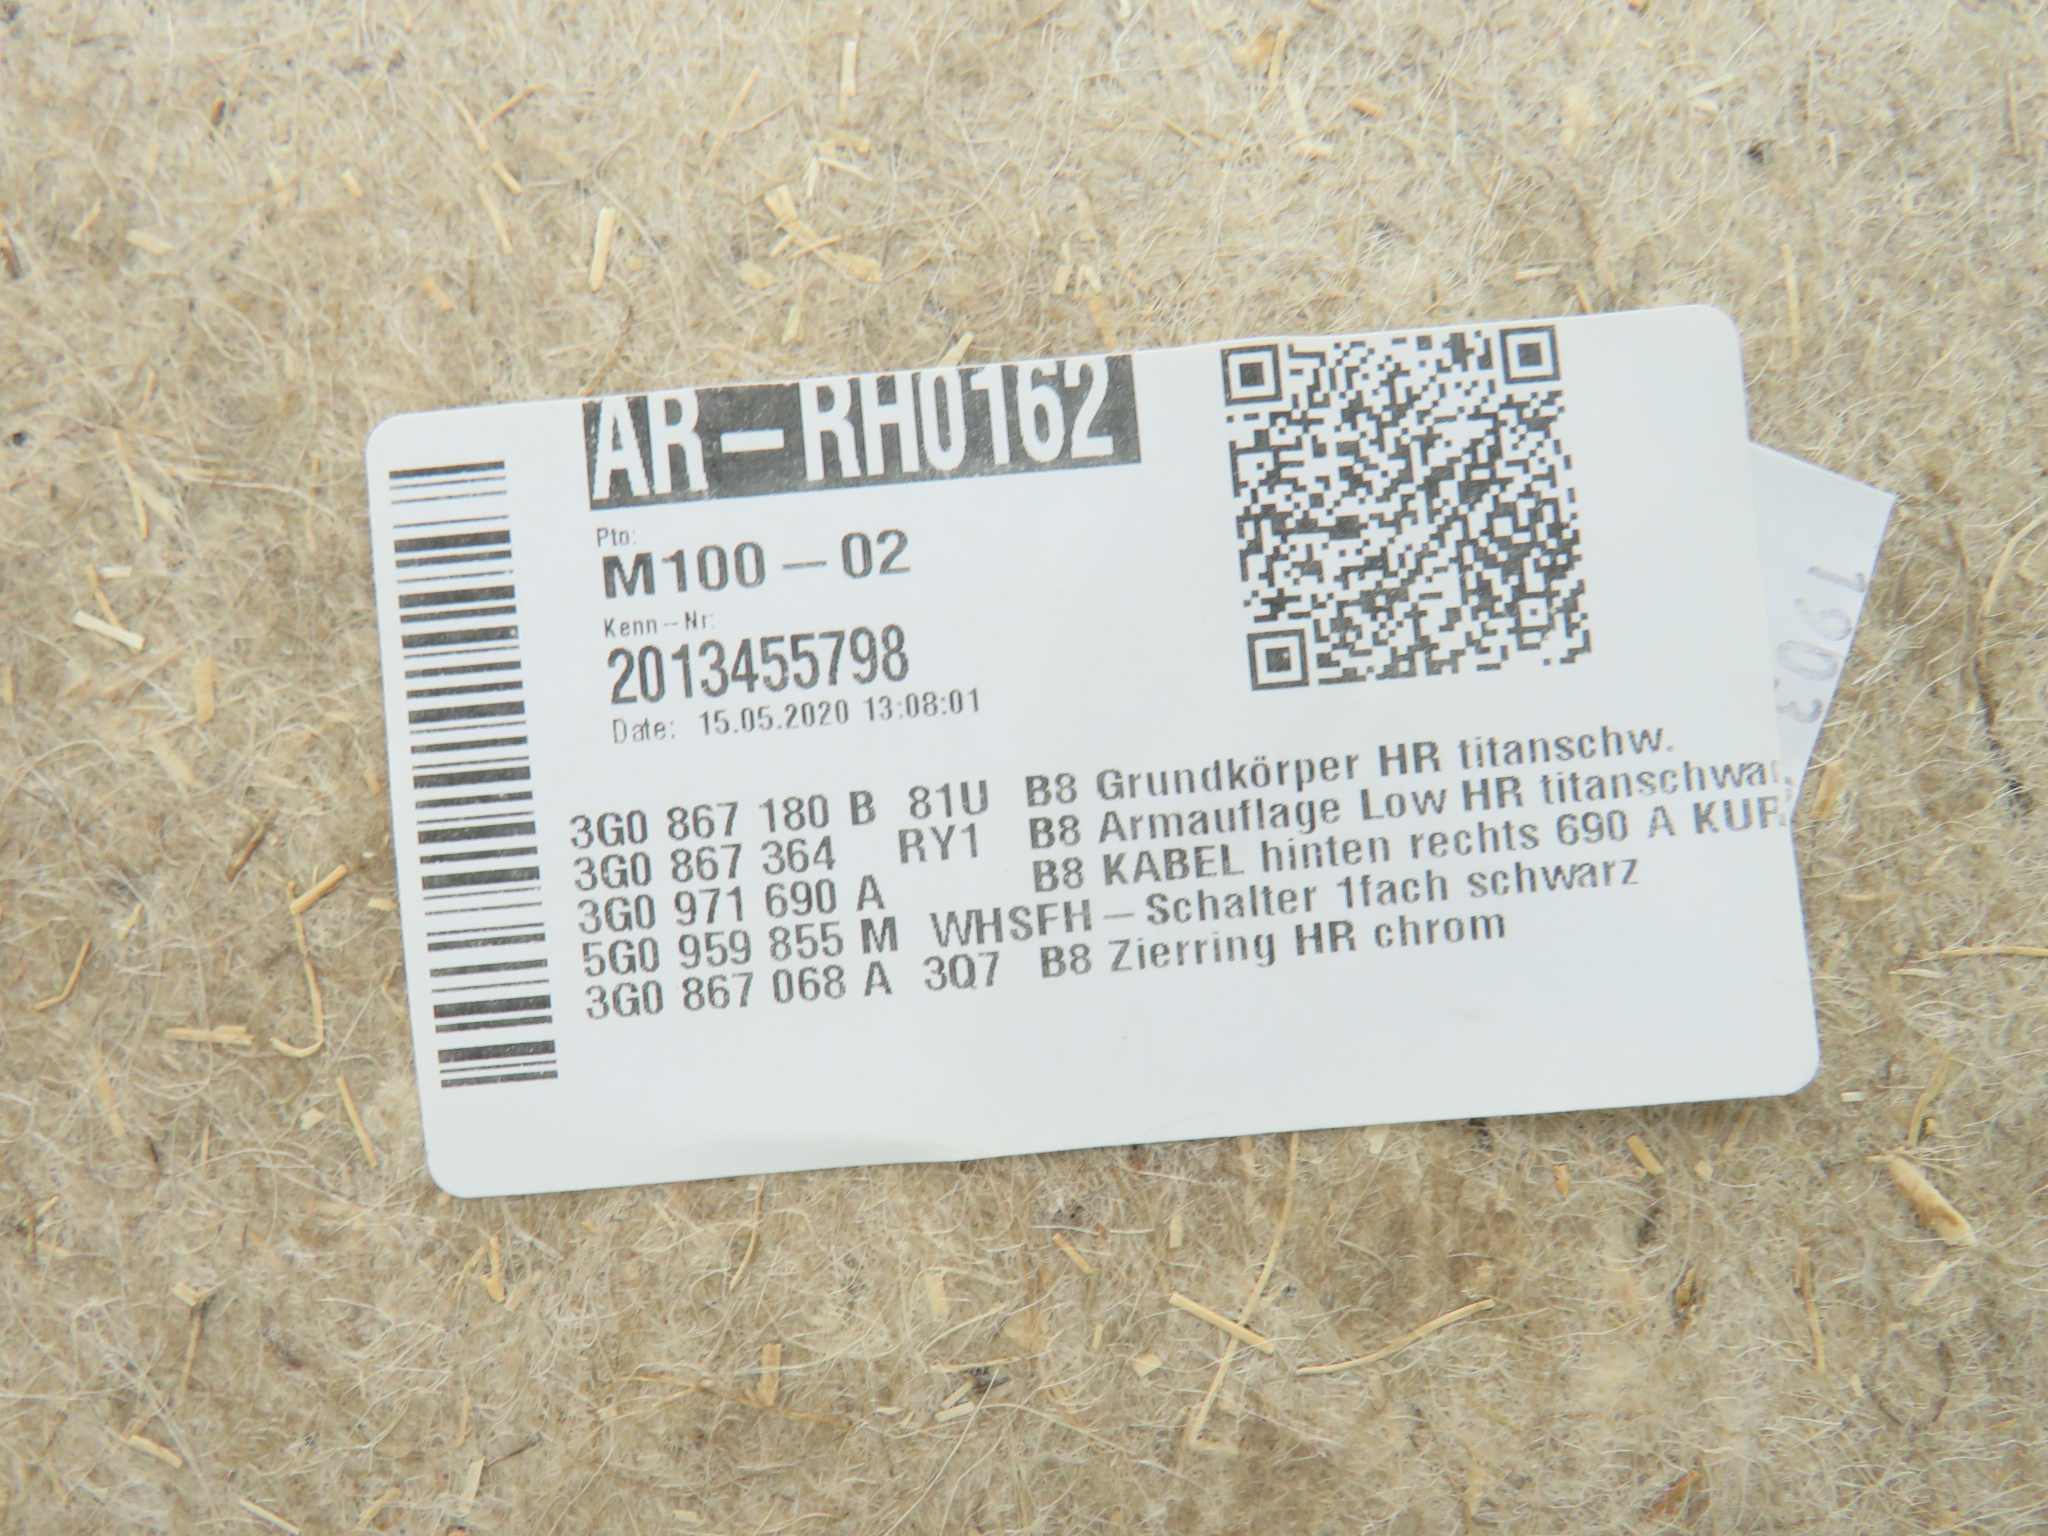 AR-RH0162
Pto:
M100-02
Kenn-Nr:
2013455798
Date: 15.05.2020 13:08:01
3G0 867 180 B 81U B8 Grundkörper HR titanschw.
3G0 867 364 RY1 B8 Armauflage Low HR titanschwar
3G0 971 690 A B8 KABEL hinten rechts 690 A KUR
5G0 959 855 M WHSFH-Schalter 1fach schwarz
3G0 867 068 A 3Q7 B8 Zierring HR chrom
1903